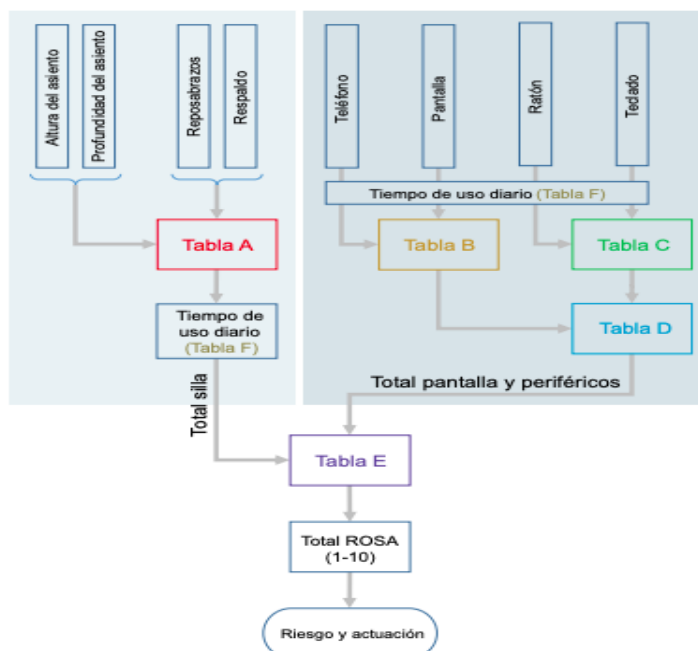 Altura del asiento
Profundidad del asiento
Reposabrazos
Respaldo
Teléfono
Pantalla
Ratón
Teclado
Tiempo de uso diario (Tabla F)
Tabla A
Tabla B
Tabla C
Tiempo de
uso diario
(Tabla F)
Tabla D
Total silla
Total pantalla y periféricos
Tabla E
Total ROSA
(1-10)
Riesgo y actuación